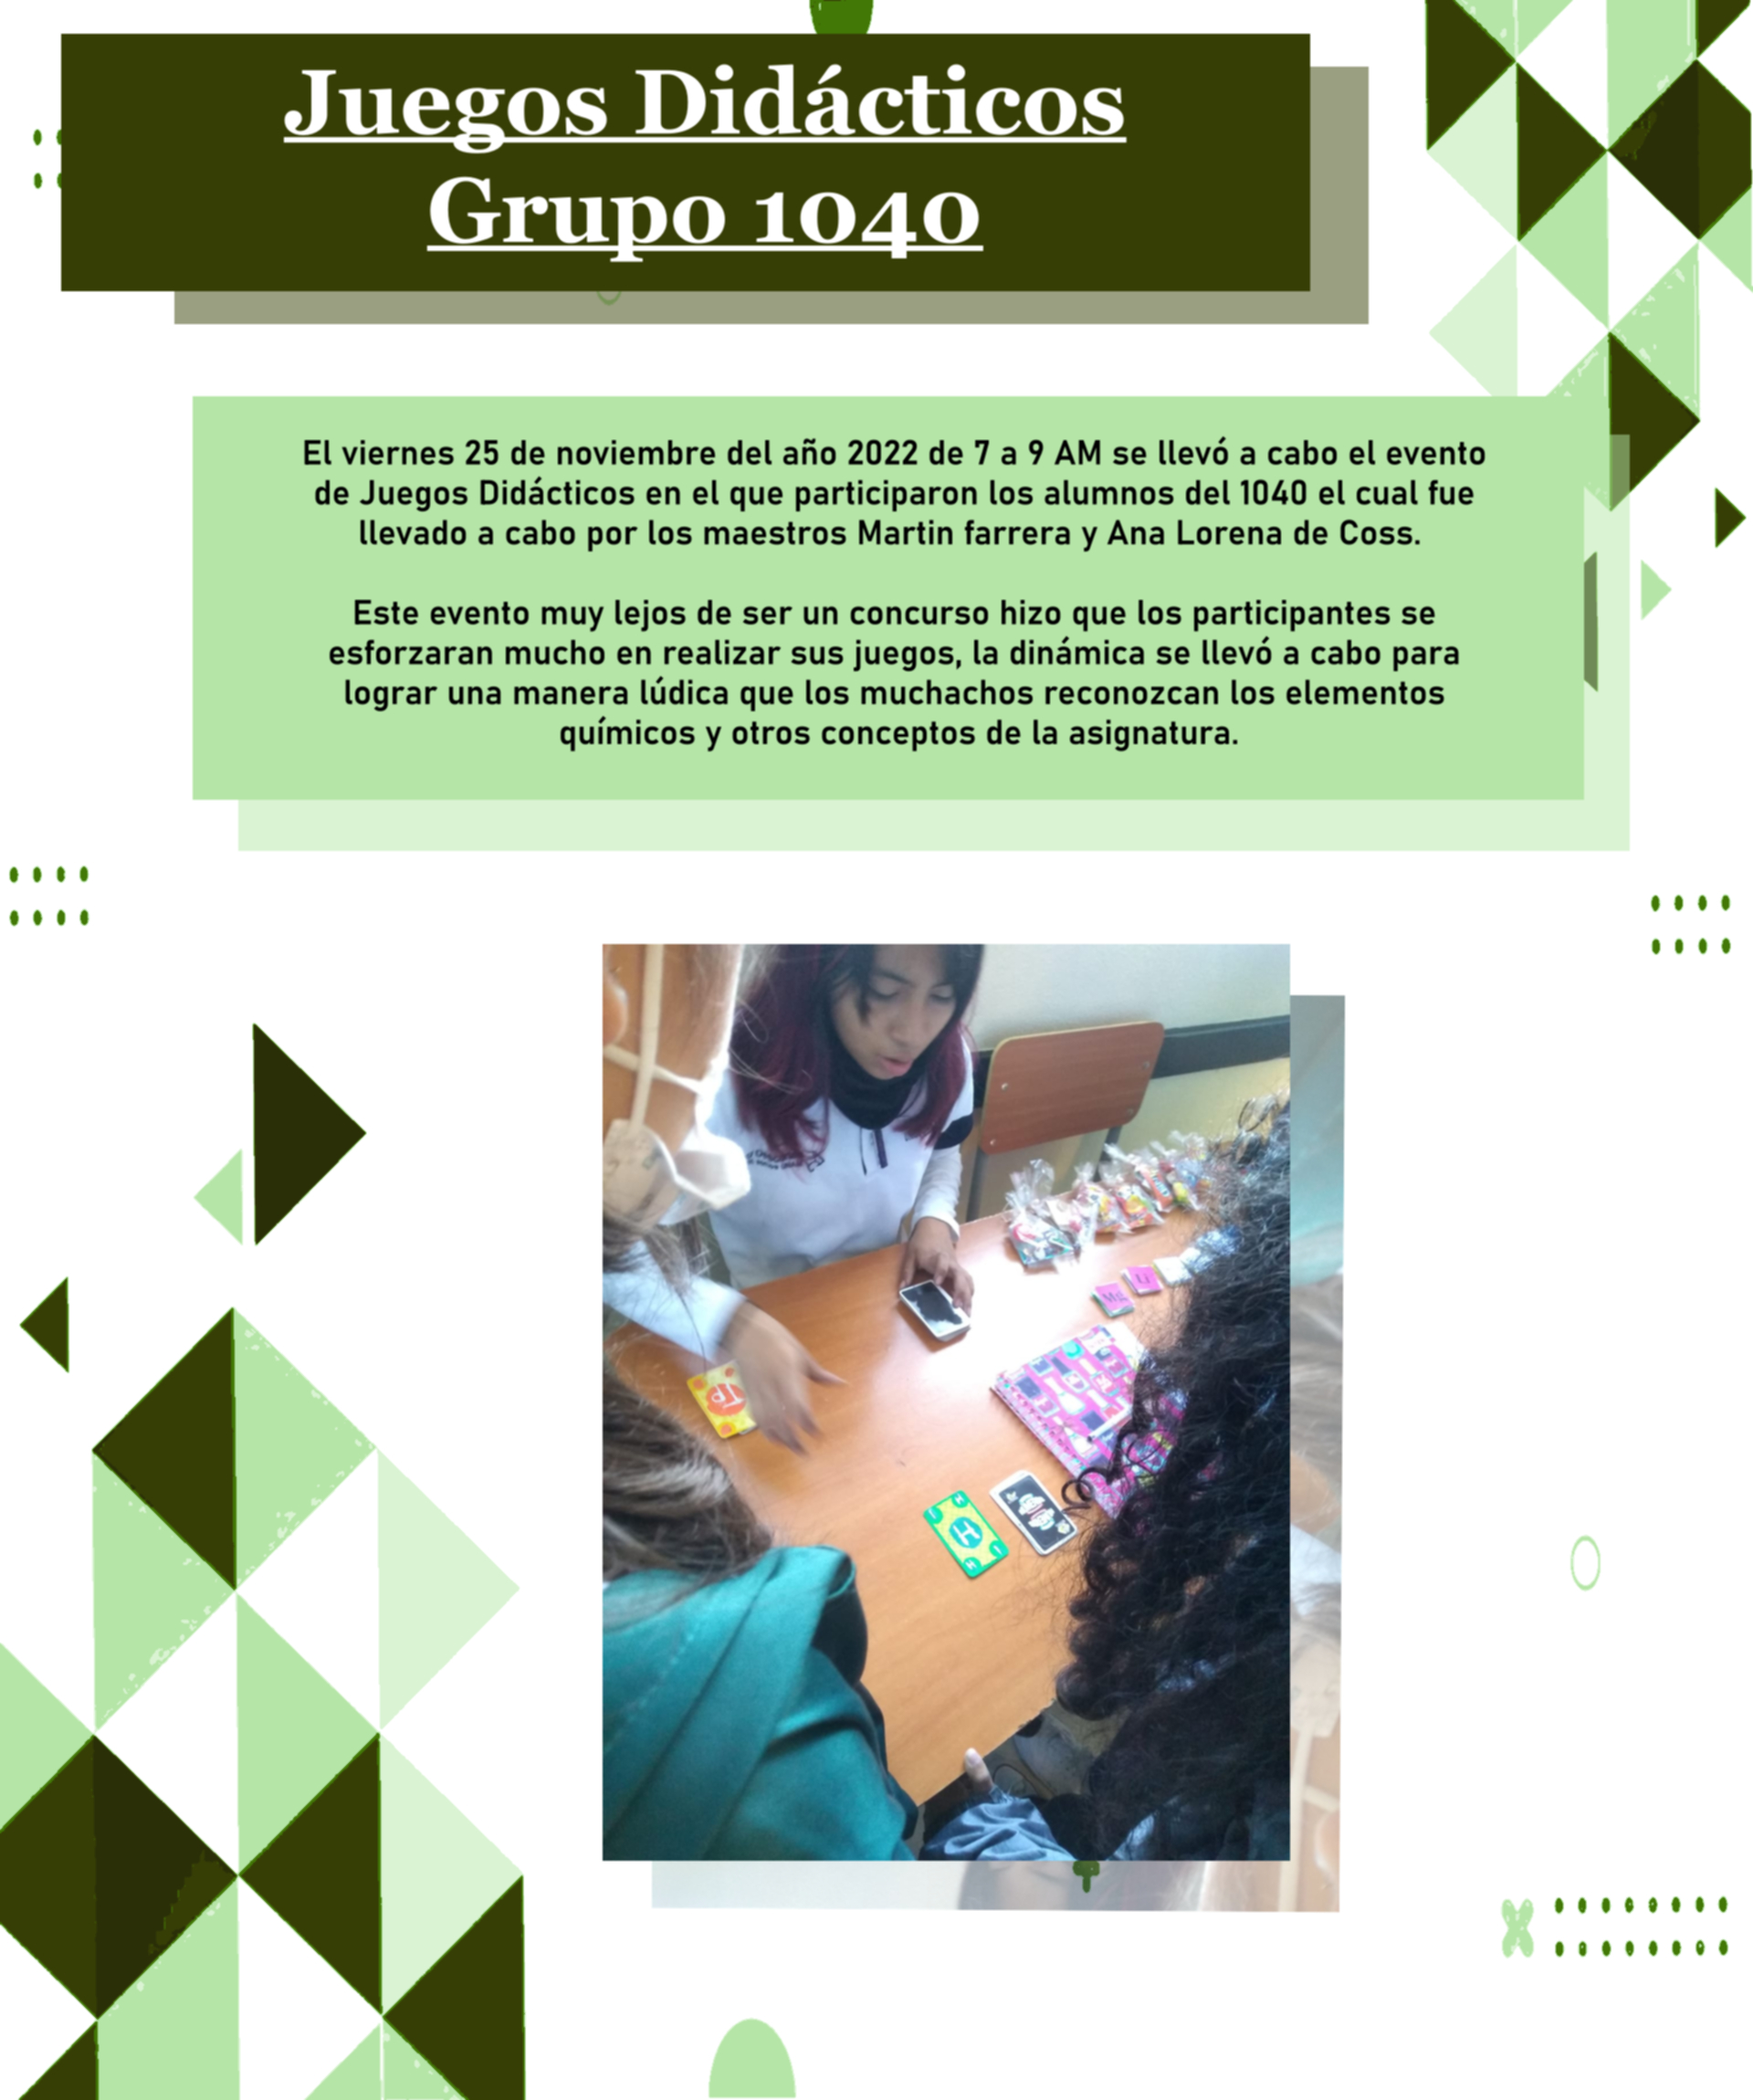 Juegos Didácticos
Grupo 1040
El viernes 25 de noviembre del año 2022 de 7 a 9 AM se llevó a cabo el evento
de Juegos Didácticos en el que participaron los alumnos del 1040 el cual fue
llevado a cabo por los maestros Martin farrera y Ana Lorena de Coss.
Este evento muy lejos de ser un concurso hizo que los participantes se
esforzaran mucho en realizar sus juegos, la dinámica se llevó a cabo para
lograr una manera lúdica que los muchachos reconozcan los elementos
químicos y otros conceptos de la asignatura.
Mg
Li
H